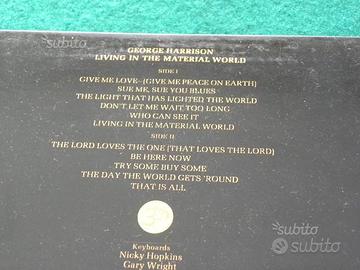 subito
subito
GEORGE HARRISON
LIVING IN THE MATERIAL WORLD
SIDE I
GIVE ME LOVE—(GIVE ME PEACE ON EARTH)
SUE ME, SUE YOU BLUES
THE LIGHT THAT HAS LIGHTED THE WORLD
DON'T LET ME WAIT TOO LONG
WHO CAN SEE IT
LIVING IN THE MATERIAL WORLD
SIDE II
THE LORD LOVES THE ONE (THAT LOVES THE LORD)
BE HERE NOW
TRY SOME BUY SOME
THE DAY THE WORLD GETS 'ROUND
THAT IS ALL
Keyboards
Nicky Hopkins
Gary Wright
subito
subito